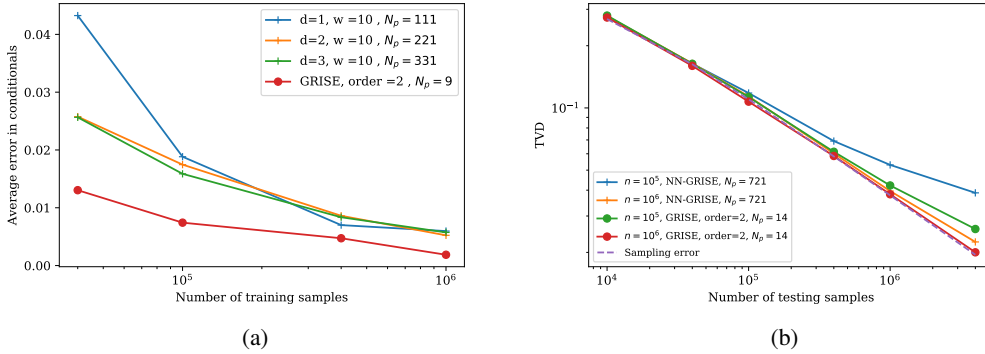 0.04
0.03
0.02
0.01
0.00
Average error in conditionals
10^5
10^6
Number of training samples
d=1, w =10 , N_p = 111
d=2, w =10 , N_p = 221
d=3, w =10 , N_p = 331
GRISE, order =2 , N_p = 9
(a)
10^{-1}
TVD
n = 10^5, NN-GRISE, N_p = 721
n = 10^6, NN-GRISE, N_p = 721
n = 10^5, GRISE, order=2, N_p = 14
n = 10^6, GRISE, order=2, N_p = 14
Sampling error
10^4
10^5
10^6
Number of testing samples
(b)